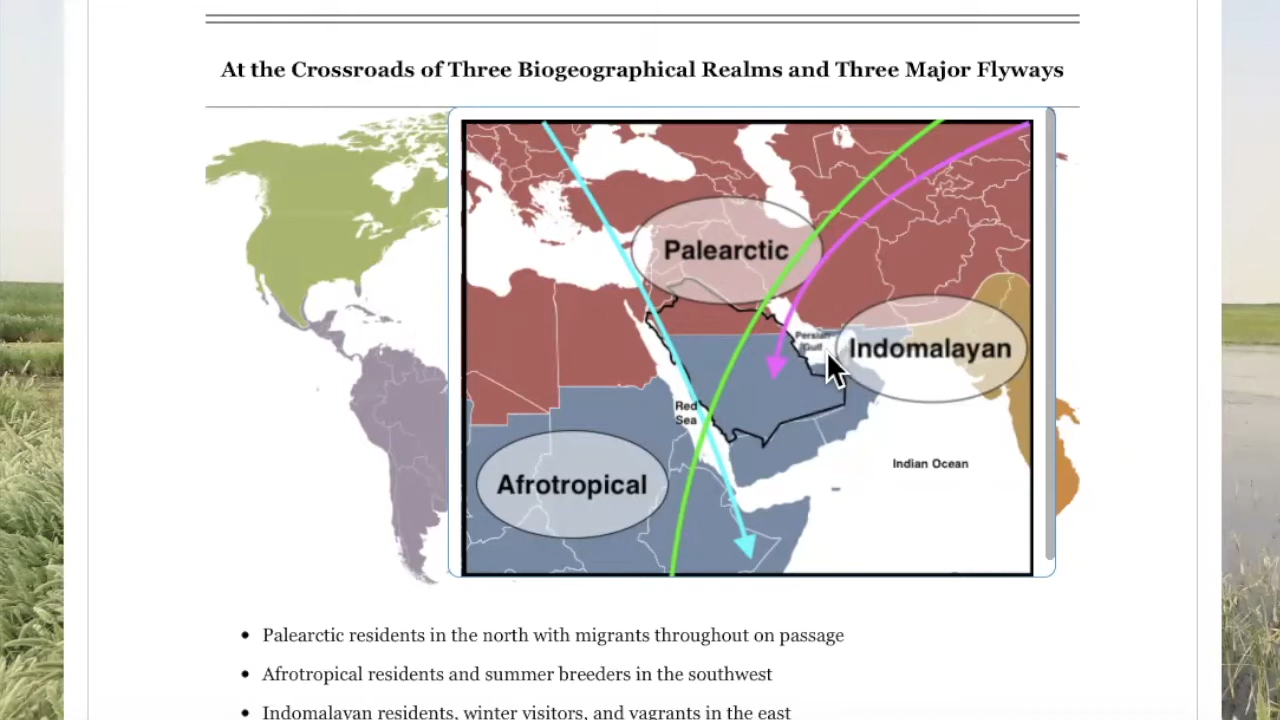 At the Crossroads of Three Biogeographical Realms and Three Major Flyways
Palearctic
Persian
Gulf
Indomalayan
Red
Sea
Indian Ocean
Afrotropical
• Palearctic residents in the north with migrants throughout on passage
• Afrotropical residents and summer breeders in the southwest
• Indomalayan residents, winter visitors, and vagrants in the east